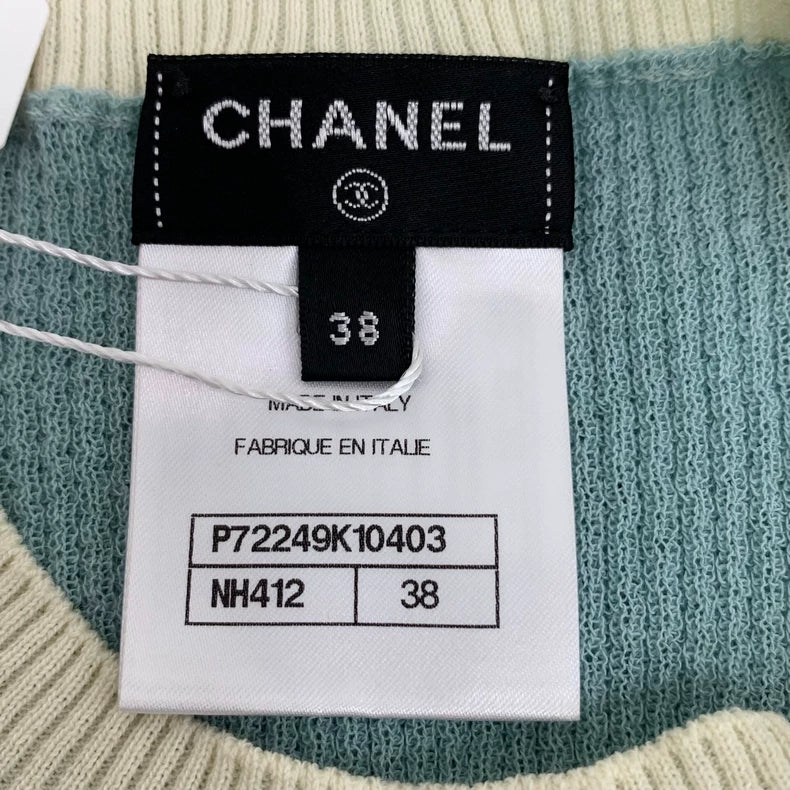 CHANEL
38
MADE IN ITALY
FABRIQUE EN ITALIE
P72249K10403
NH412 38